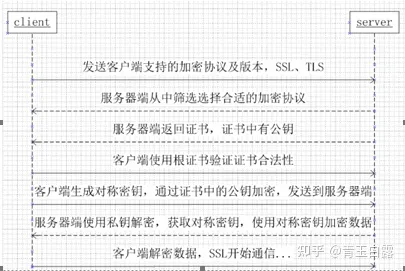 client
server
发送客户端支持的加密协议及版本，SSL、TLS
服务器端从中筛选选择合适的加密协议
服务器端返回证书，证书中有公钥
客户端使用根证书验证证书合法性
客户端生成对称密钥，通过证书中的公钥加密，发送到服务器端
服务器端使用私钥解密，获取对称密钥，使用对称密钥加密数据
客户端解密数据，SSL开始通信...
知乎 @青玉白露